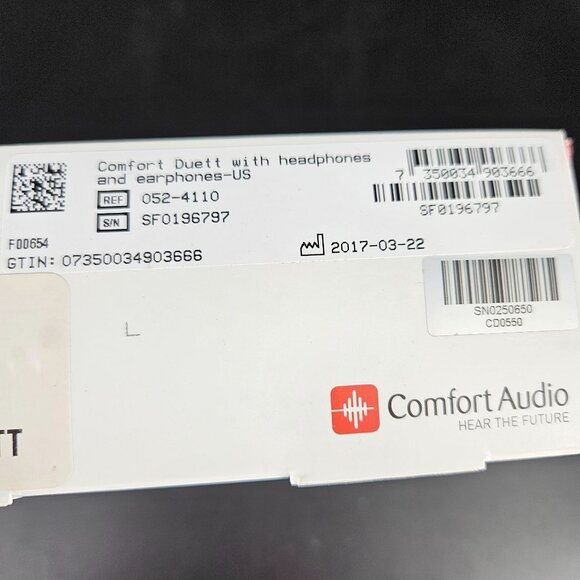 Comfort Duett with headphones
and earphones-US
REF 052-4110
S/N SF0196797
F00654
GTIN: 07350034903666
2017-03-22
7 350034 903666
SF0196797
SN0250650
CD0550
Comfort Audio
HEAR THE FUTURE
TT